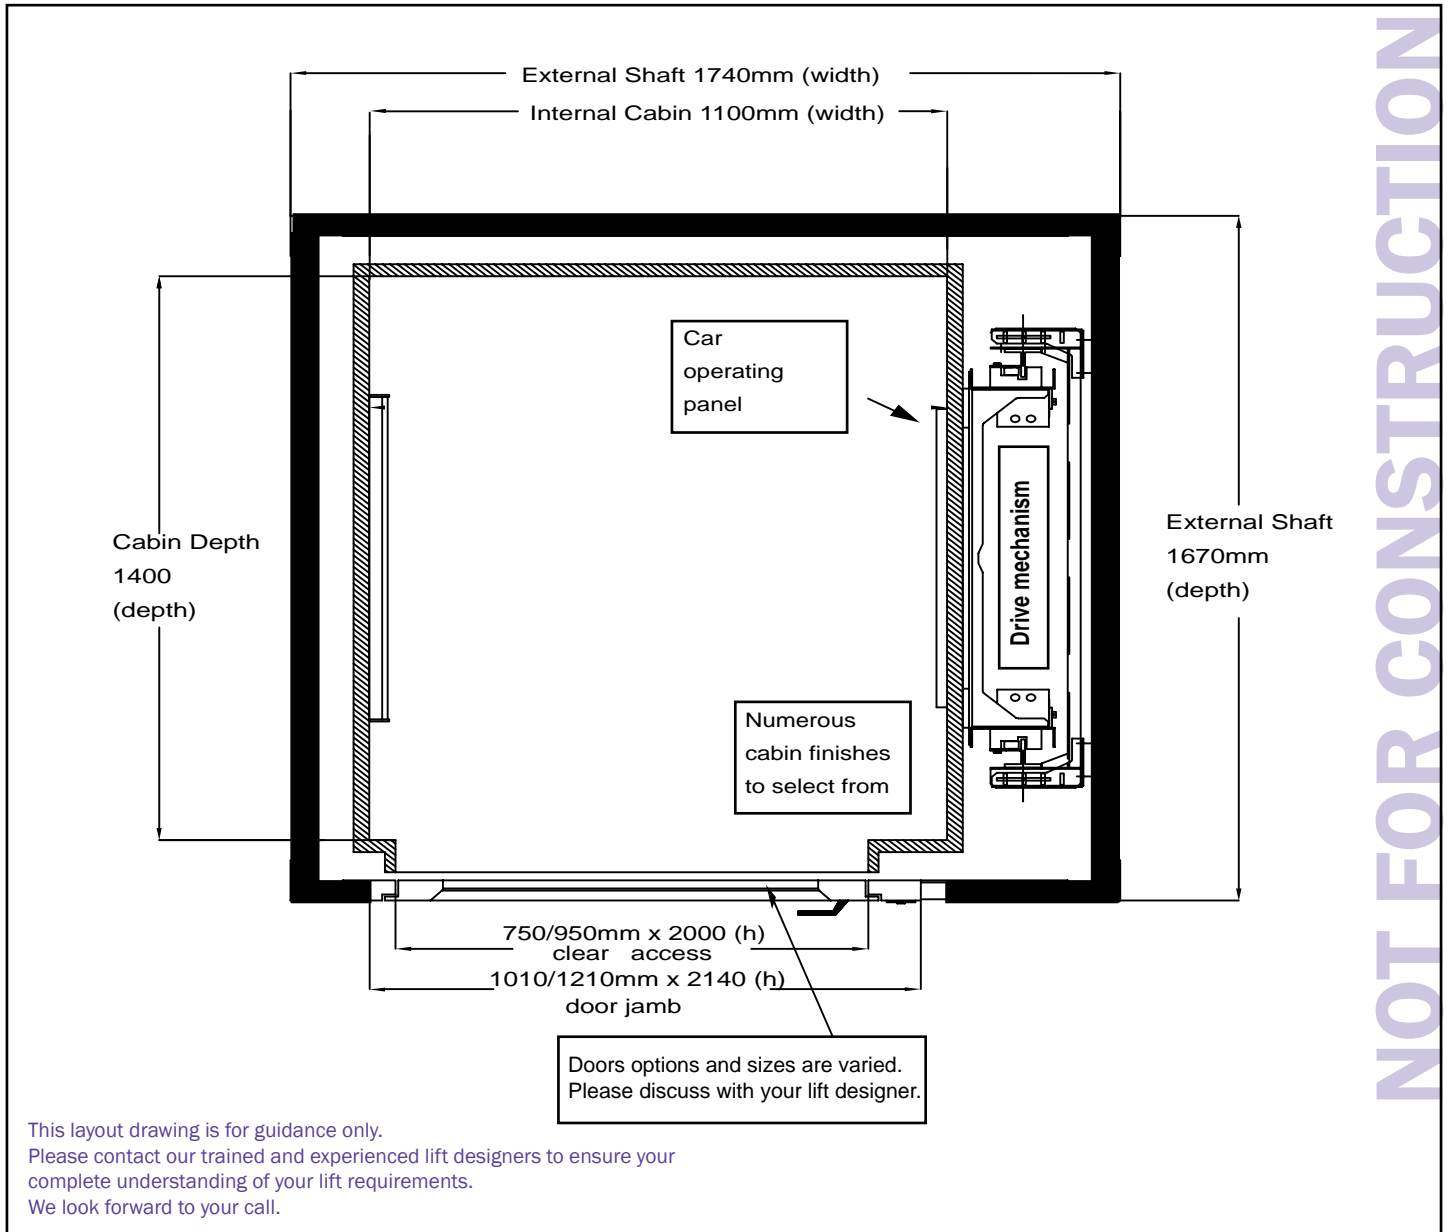 External Shaft 1740mm (width)
Internal Cabin 1100mm (width)
Car
operating
panel
Cabin Depth
1400
(depth)
Drive mechanism
External Shaft
1670mm
(depth)
Numerous
cabin finishes
to select from
750/950mm x 2000 (h)
clear access
1010/1210mm x 2140 (h)
door jamb
Doors options and sizes are varied.
Please discuss with your lift designer.
This layout drawing is for guidance only.
Please contact our trained and experienced lift designers to ensure your
complete understanding of your lift requirements.
We look forward to your call.
NOT FOR CONSTRUCTION